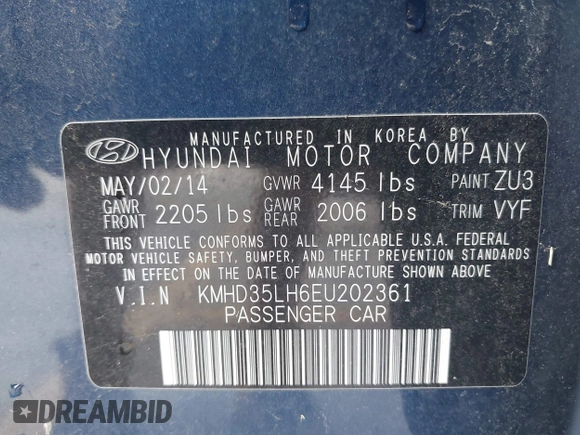 MANUFACTURED IN KOREA BY
HYUNDAI MOTOR COMPANY
MAY/02/14 GVWR 4145 lbs PAINT ZU3
GAWR FRONT 2205 lbs GAWR REAR 2006 lbs TRIM VYF
THIS VEHICLE CONFORMS TO ALL APPLICABLE U.S.A. FEDERAL
MOTOR VEHICLE SAFETY, BUMPER, AND THEFT PREVENTION STANDARDS
IN EFFECT ON THE DATE OF MANUFACTURE SHOWN ABOVE
V.I.N KMHD35LH6EU202361
PASSENGER CAR
DREAMBID